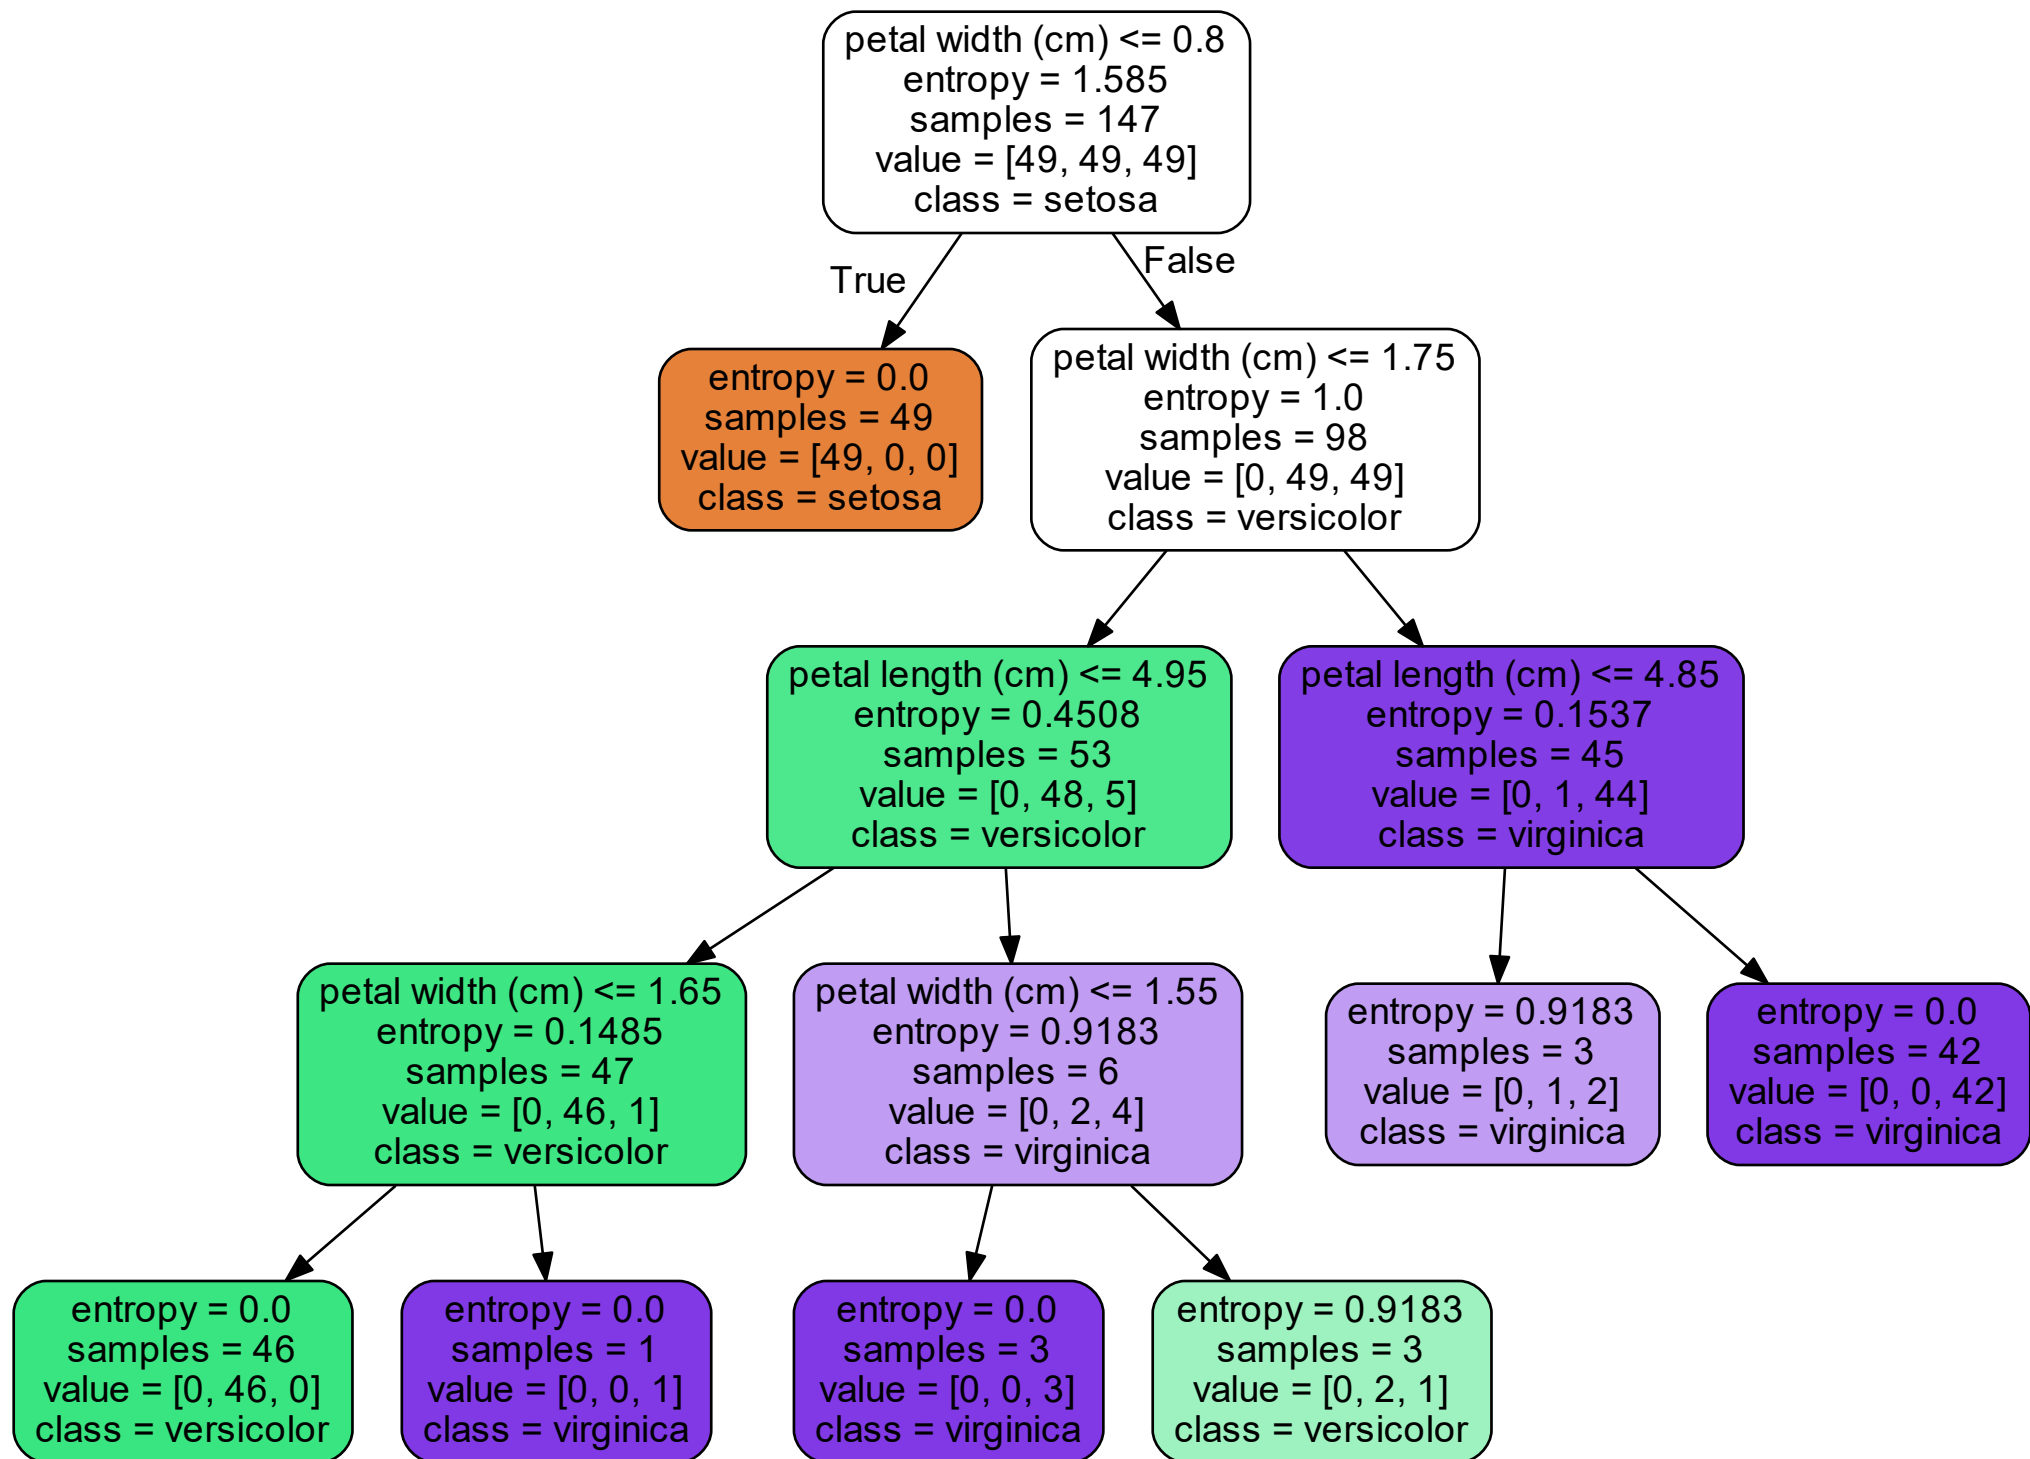 petal width (cm) <= 0.8
entropy = 1.585
samples = 147
value = [49, 49, 49]
class = setosa
True
False
entropy = 0.0
samples = 49
value = [49, 0, 0]
class = setosa
petal width (cm) <= 1.75
entropy = 1.0
samples = 98
value = [0, 49, 49]
class = versicolor
petal length (cm) <= 4.95
entropy = 0.4508
samples = 53
value = [0, 48, 5]
class = versicolor
petal length (cm) <= 4.85
entropy = 0.1537
samples = 45
value = [0, 1, 44]
class = virginica
petal width (cm) <= 1.65
entropy = 0.1485
samples = 47
value = [0, 46, 1]
class = versicolor
petal width (cm) <= 1.55
entropy = 0.9183
samples = 6
value = [0, 2, 4]
class = virginica
entropy = 0.9183
samples = 3
value = [0, 1, 2]
class = virginica
entropy = 0.0
samples = 42
value = [0, 0, 42]
class = virginica
entropy = 0.0
samples = 46
value = [0, 46, 0]
class = versicolor
entropy = 0.0
samples = 1
value = [0, 0, 1]
class = virginica
entropy = 0.0
samples = 3
value = [0, 0, 3]
class = virginica
entropy = 0.9183
samples = 3
value = [0, 2, 1]
class = versicolor